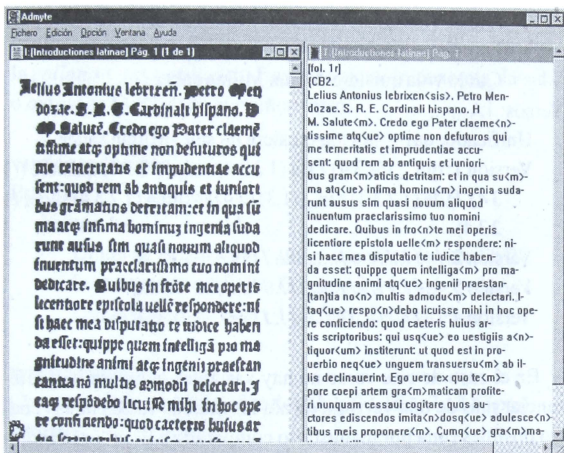 Admyte
Fichero Edición Opción Ventana Ayuda
I:[Introductiones latinae] Pág. 1 (1 de 1)
Aelius Antonius lebrixeñ. Petro Men
dozae. S. R. E. Cardinali hispano. D
M. Salutē. Credo ego Pater clamē
tissime atq; optime non defuturos qui
me temeritatis et imprudentiae accu
sent: quod rem ab antiquis et iuniori
bus grāmaticis detritam: et in qua sū
ma atq; infima hominuz ingenia suda
runt ausus sim quasi nouum aliquod
inuentum praeclarissimo tuo nomini
dedicare. Quibus in frōte mei operis
licentiore epistola uellē respondere: ni
si haec mea disputatio te iudice haben
da esset: quippe quem intelligā pro ma
gnitudine animi atq; ingenij praestan
tantia nō multis admodū delectari. I
taq; respōdebo licuisse mihi in hoc ope
re conficiendo: quod caeteris huius ar
tis scriptoribus
T:[Introductiones latinae] Pág. 1
[fol. 1r]
{CB2.
Lelius Antonius lebrixen<sis>. Petro Men-
dozae. S. R. E. Cardinali hispano. H
M. Salute<m>. Credo ego Pater claeme<n>-
tissime atq<ue> optime non defuturos qui
me temeritatis et imprudentiae accu-
sent: quod rem ab antiquis et iuniori-
bus gram<m>aticis detritam: et in qua su<m>-
ma atq<ue> infima hominu<m> ingenia suda-
runt ausus sim quasi nouum aliquod
inuentum praeclarissimo tuo nomini
dedicare. Quibus in fro<n>te mei operis
licentiore epistola uelle<m> respondere: ni-
si haec mea disputatio te iudice haben-
da esset: quippe quem intelliga<m> pro ma-
gnitudine animi atq<ue> ingenii praestan-
[tan]tia no<n> multis admodu<m> delectari. I-
taq<ue> respo<n>debo licuisse mihi in hoc ope-
re conficiendo: quod caeteris huius ar-
tis scriptoribus: qui usq<ue> eo uestigiis a<n>-
tiquor<um> institerunt: ut quod est in pro-
uerbio neq<ue> unguem transuersu<m> ab il-
lis declinauerint. Ego uero ex quo te<m>-
pore coepi artem gra<m>maticam profite-
ri nunquam cessaui cogitare quos au-
ctores ediscendos imita<n>dosq<ue> adulesce<n>-
tibus meis proponere<m>. Cumq<ue> gra<m>ma-